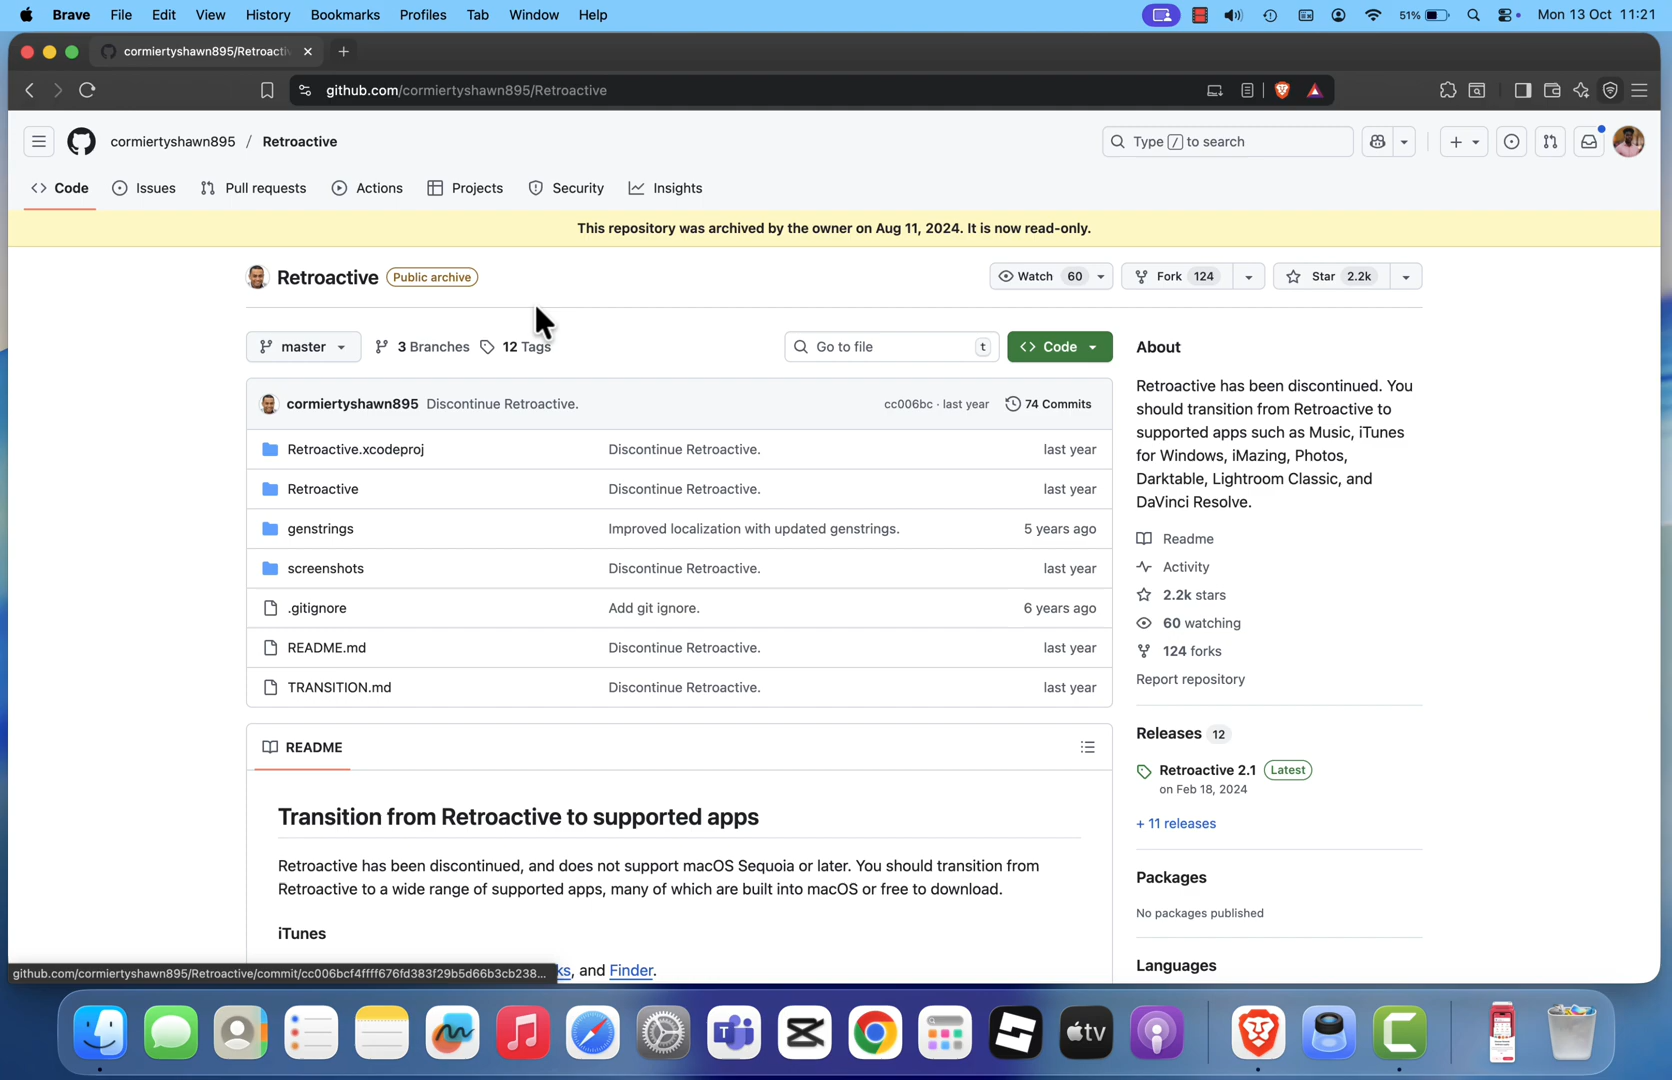 Brave File Edit View History Bookmarks Profiles Tab Window Help 51% Mon 13 Oct 11:21
cormiertyshawn895/Retroacti
github.com/cormiertyshawn895/Retroactive
cormiertyshawn895 / Retroactive Type / to search
Code Issues Pull requests Actions Projects Security Insights
This repository was archived by the owner on Aug 11, 2024. It is now read-only.
Retroactive Public archive Watch 60 Fork 124 Star 2.2k
master 3 Branches 12 Tags Go to file t Code
cormiertyshawn895 Discontinue Retroactive. cc006bc · last year 74 Commits
Retroactive.xcodeproj Discontinue Retroactive. last year
Retroactive Discontinue Retroactive. last year
genstrings Improved localization with updated genstrings. 5 years ago
screenshots Discontinue Retroactive. last year
.gitignore Add git ignore. 6 years ago
README.md Discontinue Retroactive. last year
TRANSITION.md Discontinue Retroactive. last year
README
Transition from Retroactive to supported apps
Retroactive has been discontinued, and does not support macOS Sequoia or later. You should transition from
Retroactive to a wide range of supported apps, many of which are built into macOS or free to download.
iTunes
ks, and Finder.
github.com/cormiertyshawn895/Retroactive/commit/cc006bcf4ffff676fd383f29b5d66b3cb238...
About
Retroactive has been discontinued. You
should transition from Retroactive to
supported apps such as Music, iTunes
for Windows, iMazing, Photos,
Darktable, Lightroom Classic, and
DaVinci Resolve.
Readme
Activity
2.2k stars
60 watching
124 forks
Report repository
Releases 12
Retroactive 2.1 Latest
on Feb 18, 2024
+ 11 releases
Packages
No packages published
Languages
tv